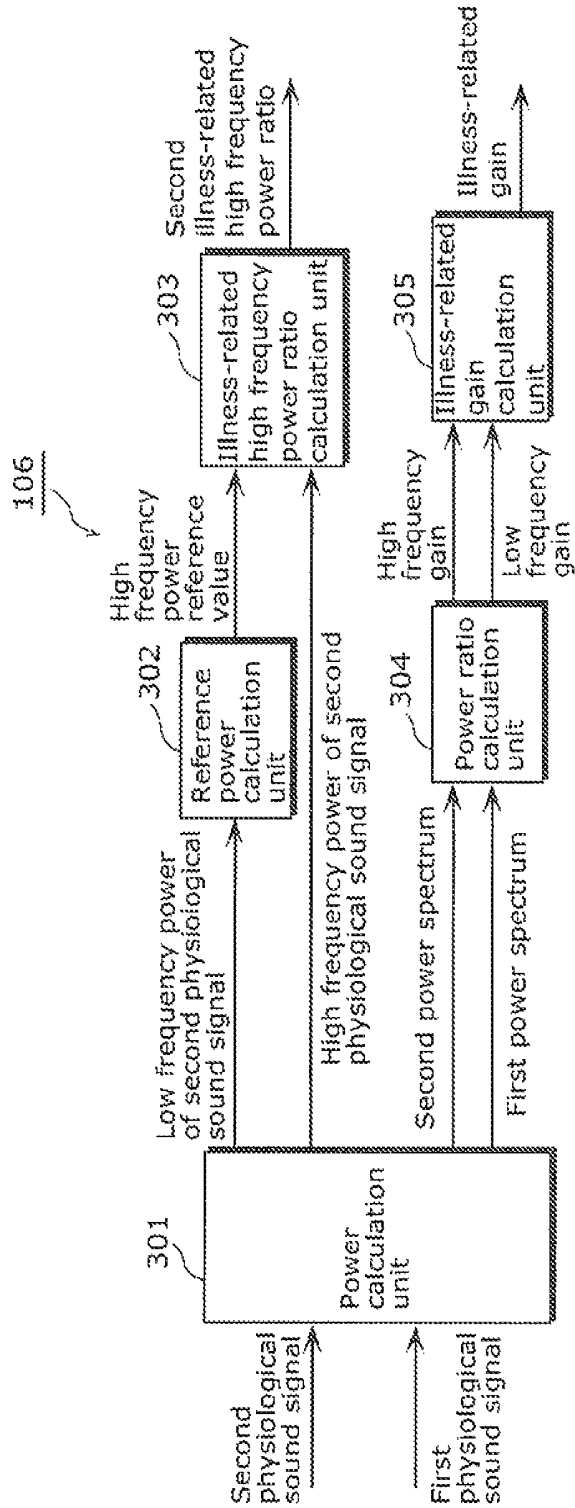 106
Second
physiological
sound signal
First
physiological
sound signal
301
Power
calculation
unit
Low frequency power
of second physiological
sound signal
High frequency power of second
physiological sound signal
Second power spectrum
First power spectrum
302
Reference
power
calculation
unit
High
frequency
power
reference
value
303
Illness-related
high frequency
power ratio
calculation unit
Second
illness-related
high frequency
power ratio
304
Power ratio
calculation
unit
High
frequency
gain
Low frequency
gain
305
Illness-related
gain
calculation
unit
Illness-related
gain